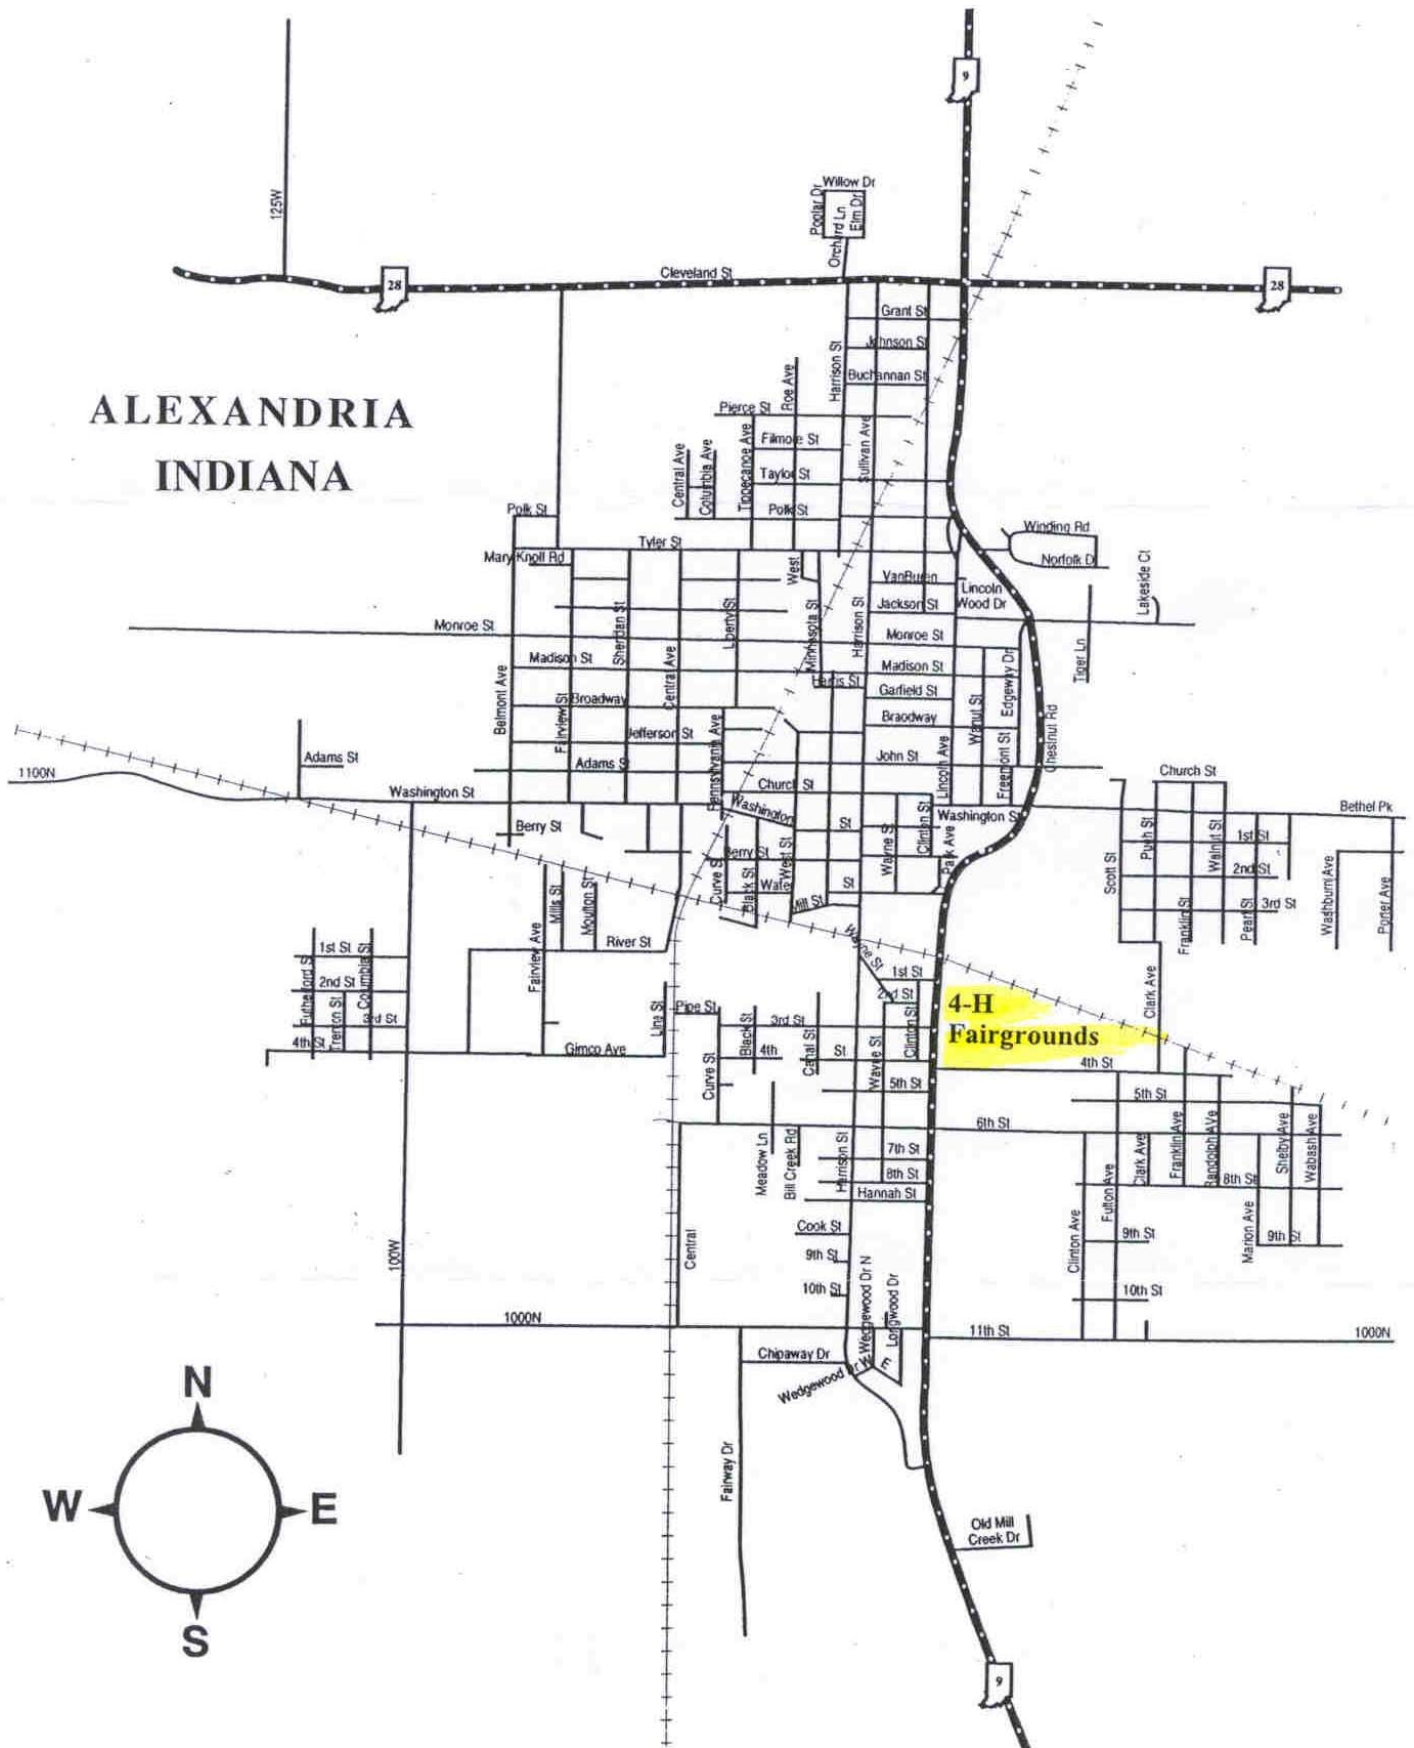 9
125W
Willow Dr
Poplar Dr
Orchard Ln
Elm Dr
Cleveland St
28
28
Grant St
Johnson St
Harrison St
Buchannan St
ALEXANDRIA
INDIANA
Roe Ave
Pierce St
Filmore St
Sullivan Ave
Central Ave
Columbia Ave
Tippecanoe Ave
Taylor St
Polk St
Polk St
Winding Rd
Norfolk D
Tyler St
Mary Knoll Rd
West
VanBuren
Lincoln
Wood Dr
Lakeside Ct
Jackson St
Sheridan St
Liberty St
Minnesota St
Harrison St
Monroe St
Monroe St
Tiger Ln
Madison St
Madison St
Harris St
Garfield St
Edgeway Dr
Belmont Ave
Central Ave
Broadway
Braodway
Walnut St
Fairview St
Jefferson St
Pennsylvania Ave
Chesnut Rd
John St
Lincoln Ave
Freemont St
Adams St
Adams St
1100N
Church St
Church St
Washington St
Washington
St
Washington St
Bethel Pk
Clinton St
Berry St
Berry St
Wayne St
Park Ave
Push St
Walnut St
1st St
2nd St
3rd St
Scott St
Franklin St
Pearl St
Washburn Ave
Porter Ave
Curve St
Black St
West St
Wate
St
Mill St
Mills St
Moulton St
Fairview Ave
River St
Wayne St
1st St
2nd St
3rd St
4th St
Trenton St
Columbia St
1st St
2nd St
Clark Ave
4-H
Fairgrounds
Line St
Pipe St
Black St
3rd St
Canal St
4th
St
Clinton St
Wayne St
Gimco Ave
Curve St
5th St
4th St
5th St
6th St
Meadow Ln
Bill Creek Rd
Harrison St
7th St
8th St
Hannah St
Clark Ave
Franklin Ave
Randolph AVe
Shelby Ave
Wabash Ave
8th St
Fulton Ave
Clinton Ave
Marion Ave
9th St
9th St
10th St
Cook St
9th St
10th St
Central
100W
Wedgewood Dr N
Longwood Dr
1000N
11th St
1000N
Chipaway Dr
Wedgewood Dr W
E
Fairway Dr
Old Mill
Creek Dr
9
N
W
E
S